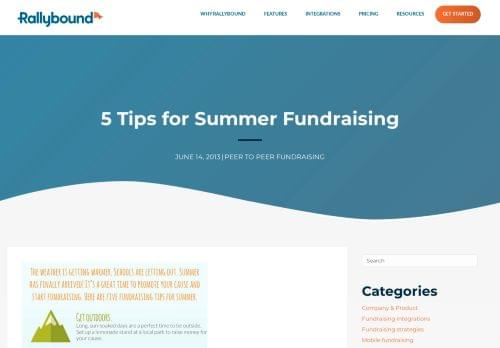 Rallybound
WHY RALLYBOUND
FEATURES
INTEGRATIONS
PRICING
RESOURCES
GET STARTED
5 Tips for Summer Fundraising
JUNE 14, 2013 | PEER TO PEER FUNDRAISING
The weather is getting warmer. Schools are letting out. Summer
has finally arrived! It's a great time to promote your cause and
start fundraising. Here are five fundraising tips for summer.
Get outdoors.
Long, sun-soaked days are a perfect time to be outside.
Set up a lemonade stand at a local park to raise money for
your cause.
Search
Categories
Company & Product
Fundraising Integrations
Fundraising strategies
Mobile fundraising